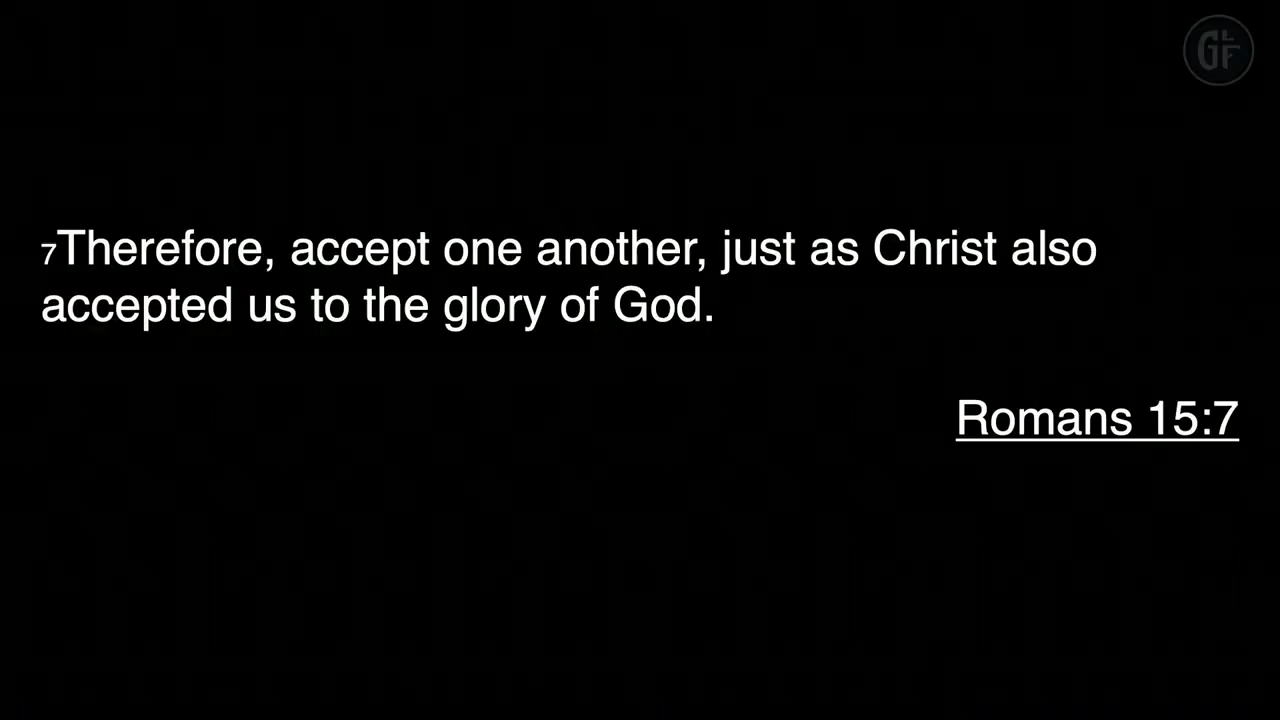 7Therefore, accept one another, just as Christ also
accepted us to the glory of God.
Romans 15:7